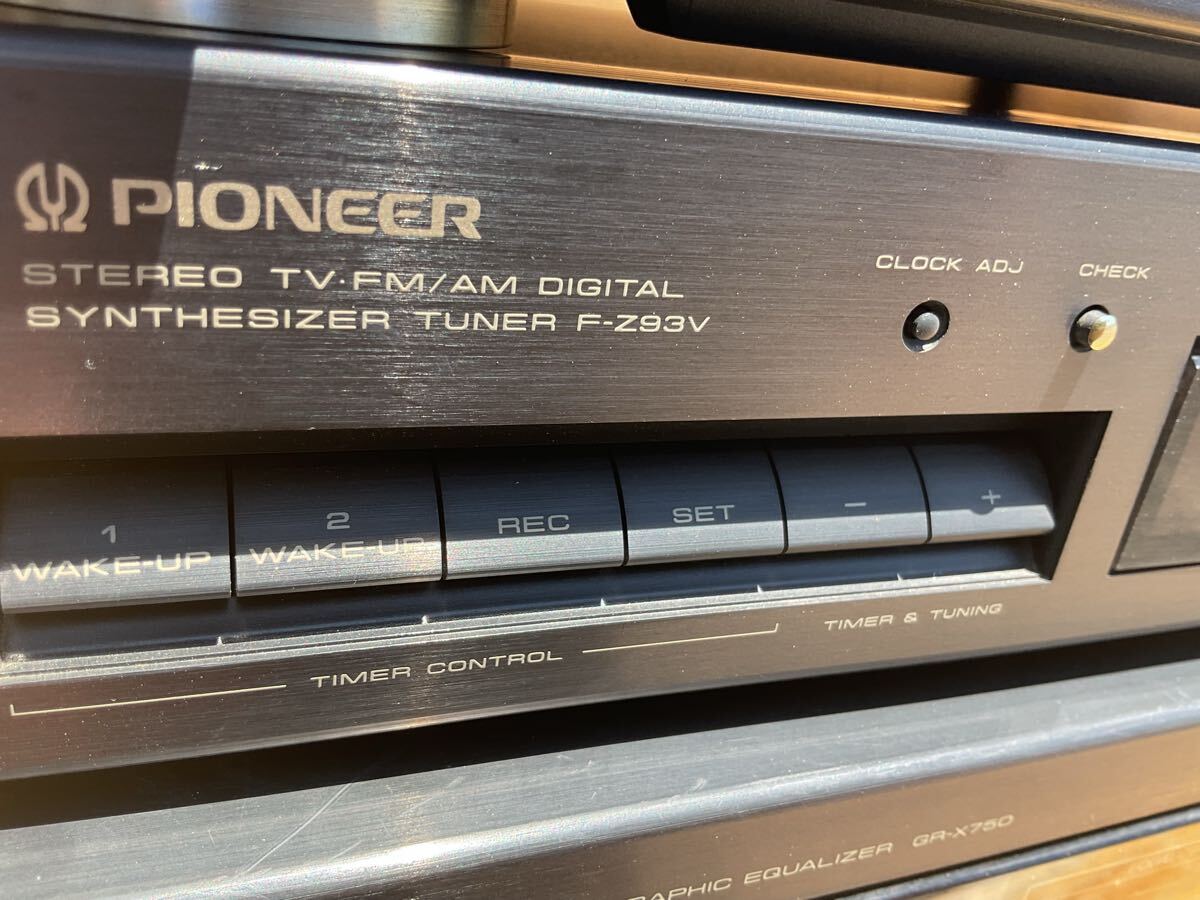 PIONEER
STEREO TV·FM/AM DIGITAL
SYNTHESIZER TUNER F-Z93V
CLOCK ADJ
CHECK
1
WAKE-UP
2
WAKE-UP
REC
SET
−
+
TIMER CONTROL
TIMER & TUNING
EQUALIZER GR-X750